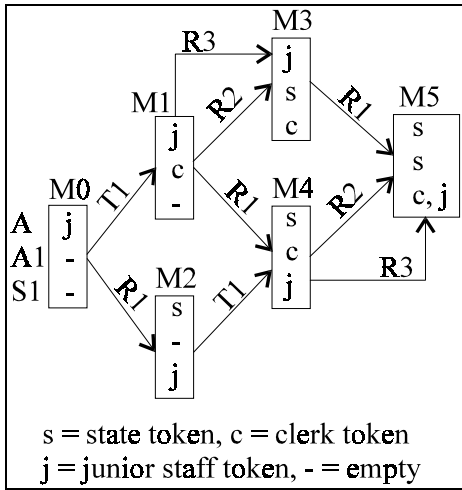 M3
R3
j
s
c
M1
R2
R1
M5
j
c
-
s
s
c, j
T1
R1
M4
R2
M0
s
c
j
A
j
A1
-
S1
-
R3
R1
M2
T1
s
-
j
s = state token, c = clerk token
j = junior staff token, - = empty